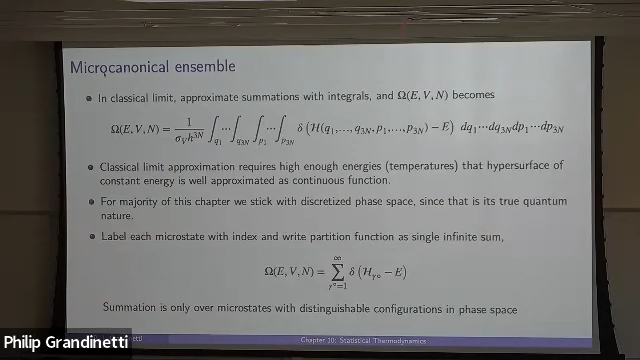 Microcanonical ensemble
In classical limit, approximate summations with integrals, and Ω(E, V, N) becomes
Ω(E, V, N) = 1/(σ_V h^{3N}) ∫_{q_1} ⋯ ∫_{q_{3N}} ∫_{p_1} ⋯ ∫_{p_{3N}} δ (ℋ(q_1,…, q_{3N}, p_1,…, p_{3N}) − E) dq_1 ⋯ dq_{3N} dp_1 ⋯ dp_{3N}
Classical limit approximation requires high enough energies (temperatures) that hypersurface of
constant energy is well approximated as continuous function.
For majority of this chapter we stick with discretized phase space, since that is its true quantum
nature.
Label each microstate with index and write partition function as single infinite sum,
Ω(E, V, N) = ∑_{γ°=1}^{∞} δ (ℋ_{γ°} − E)
Summation is only over microstates with distinguishable configurations in phase space
Philip Grandinetti
Chapter 10: Statistical Thermodynamics